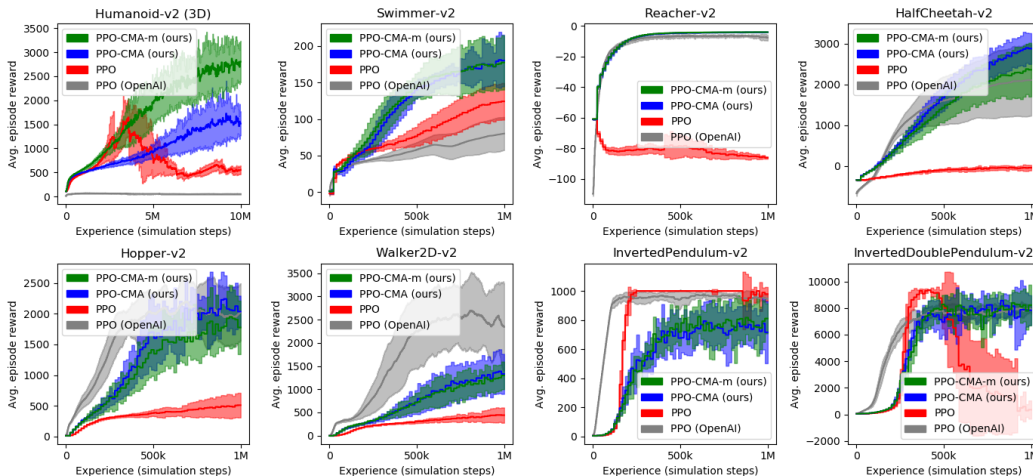 Humanoid-v2 (3D)
Avg. episode reward
3500
3000
2500
2000
1500
1000
500
0
PPO-CMA-m (ours)
PPO-CMA (ours)
PPO
PPO (OpenAI)
0
5M
10M
Experience (simulation steps)
Swimmer-v2
Avg. episode reward
200
150
100
50
0
PPO-CMA-m (ours)
PPO-CMA (ours)
PPO
PPO (OpenAI)
0
500k
1M
Experience (simulation steps)
Reacher-v2
Avg. episode reward
0
−20
−40
−60
−80
−100
PPO-CMA-m (ours)
PPO-CMA (ours)
PPO
PPO (OpenAI)
0
500k
1M
Experience (simulation steps)
HalfCheetah-v2
Avg. episode reward
3000
2000
1000
0
PPO-CMA-m (ours)
PPO-CMA (ours)
PPO
PPO (OpenAI)
0
500k
1M
Experience (simulation steps)
Hopper-v2
Avg. episode reward
2500
2000
1500
1000
500
0
PPO-CMA-m (ours)
PPO-CMA (ours)
PPO
PPO (OpenAI)
0
500k
1M
Experience (simulation steps)
Walker2D-v2
Avg. episode reward
3500
3000
2500
2000
1500
1000
500
0
PPO-CMA-m (ours)
PPO-CMA (ours)
PPO
PPO (OpenAI)
0
500k
1M
Experience (simulation steps)
InvertedPendulum-v2
Avg. episode reward
1000
800
600
400
200
0
PPO-CMA-m (ours)
PPO-CMA (ours)
PPO
PPO (OpenAI)
0
500k
1M
Experience (simulation steps)
InvertedDoublePendulum-v2
Avg. episode reward
10000
8000
6000
4000
2000
0
−2000
PPO-CMA-m (ours)
PPO-CMA (ours)
PPO
PPO (OpenAI)
0
500k
1M
Experience (simulation steps)